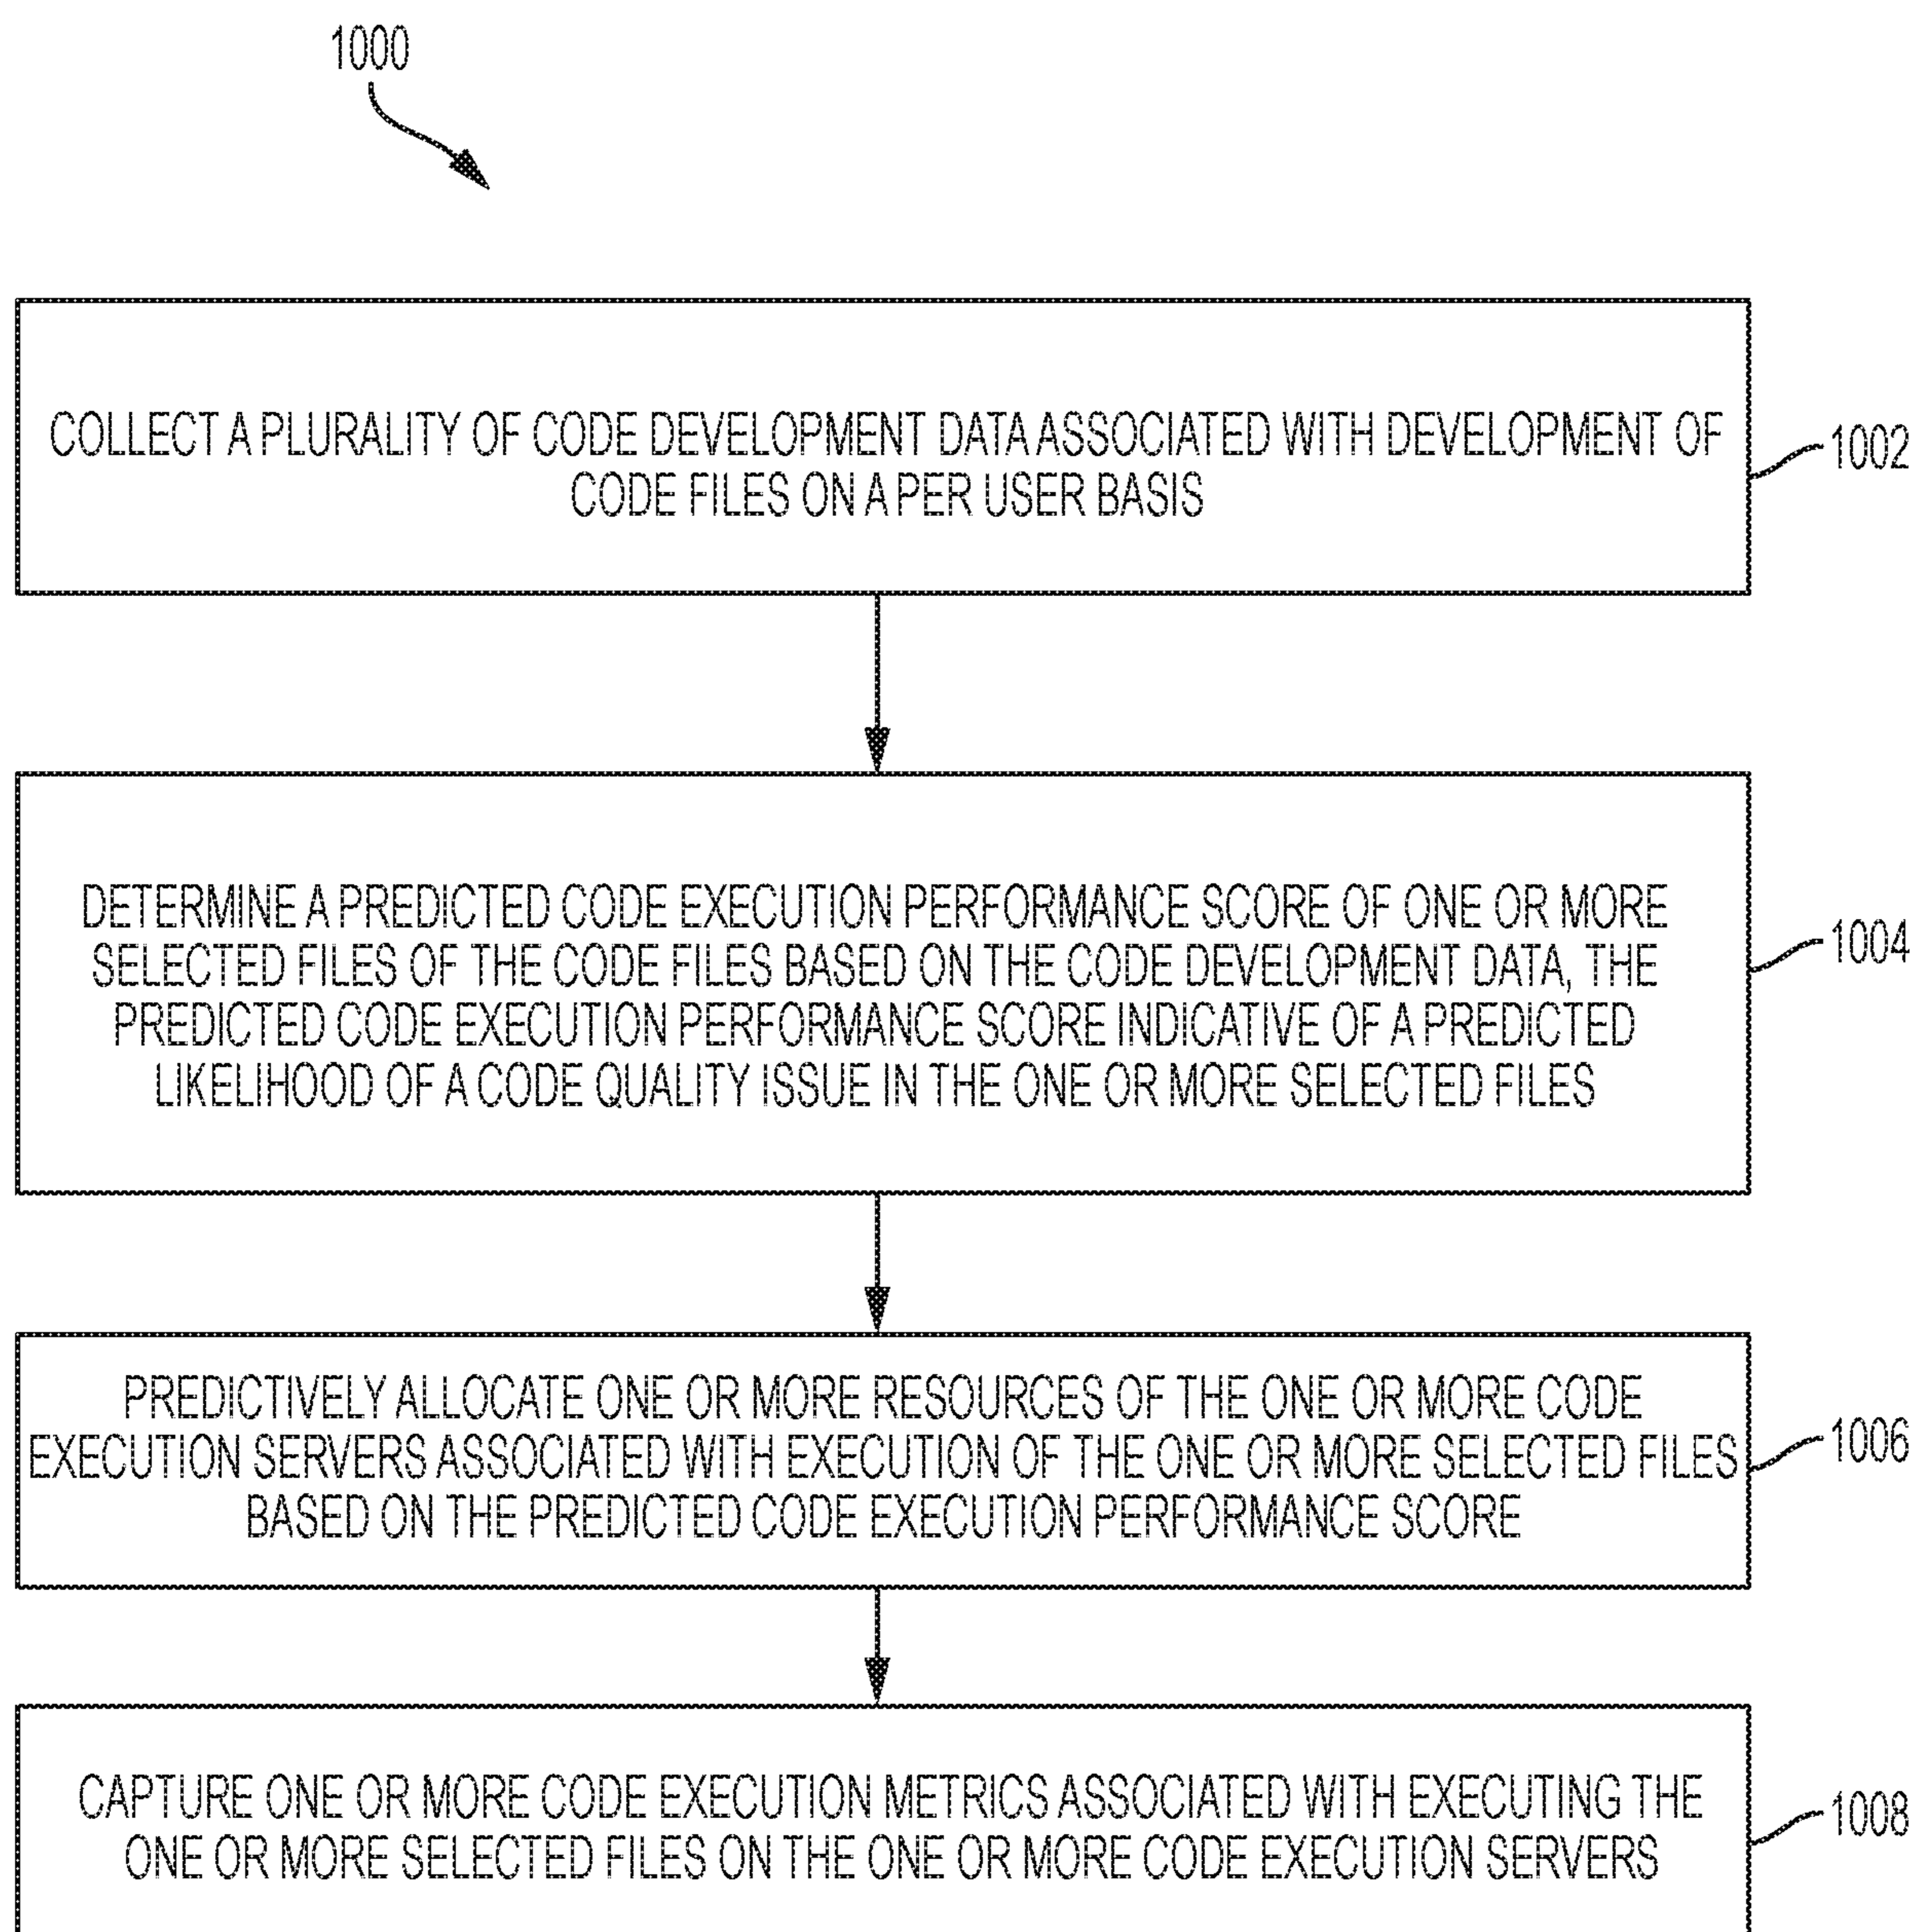 1000
COLLECT A PLURALITY OF CODE DEVELOPMENT DATA ASSOCIATED WITH DEVELOPMENT OF
CODE FILES ON A PER USER BASIS
1002
DETERMINE A PREDICTED CODE EXECUTION PERFORMANCE SCORE OF ONE OR MORE
SELECTED FILES OF THE CODE FILES BASED ON THE CODE DEVELOPMENT DATA, THE
PREDICTED CODE EXECUTION PERFORMANCE SCORE INDICATIVE OF A PREDICTED
LIKELIHOOD OF A CODE QUALITY ISSUE IN THE ONE OR MORE SELECTED FILES
1004
PREDICTIVELY ALLOCATE ONE OR MORE RESOURCES OF THE ONE OR MORE CODE
EXECUTION SERVERS ASSOCIATED WITH EXECUTION OF THE ONE OR MORE SELECTED FILES
BASED ON THE PREDICTED CODE EXECUTION PERFORMANCE SCORE
1006
CAPTURE ONE OR MORE CODE EXECUTION METRICS ASSOCIATED WITH EXECUTING THE
ONE OR MORE SELECTED FILES ON THE ONE OR MORE CODE EXECUTION SERVERS
1008